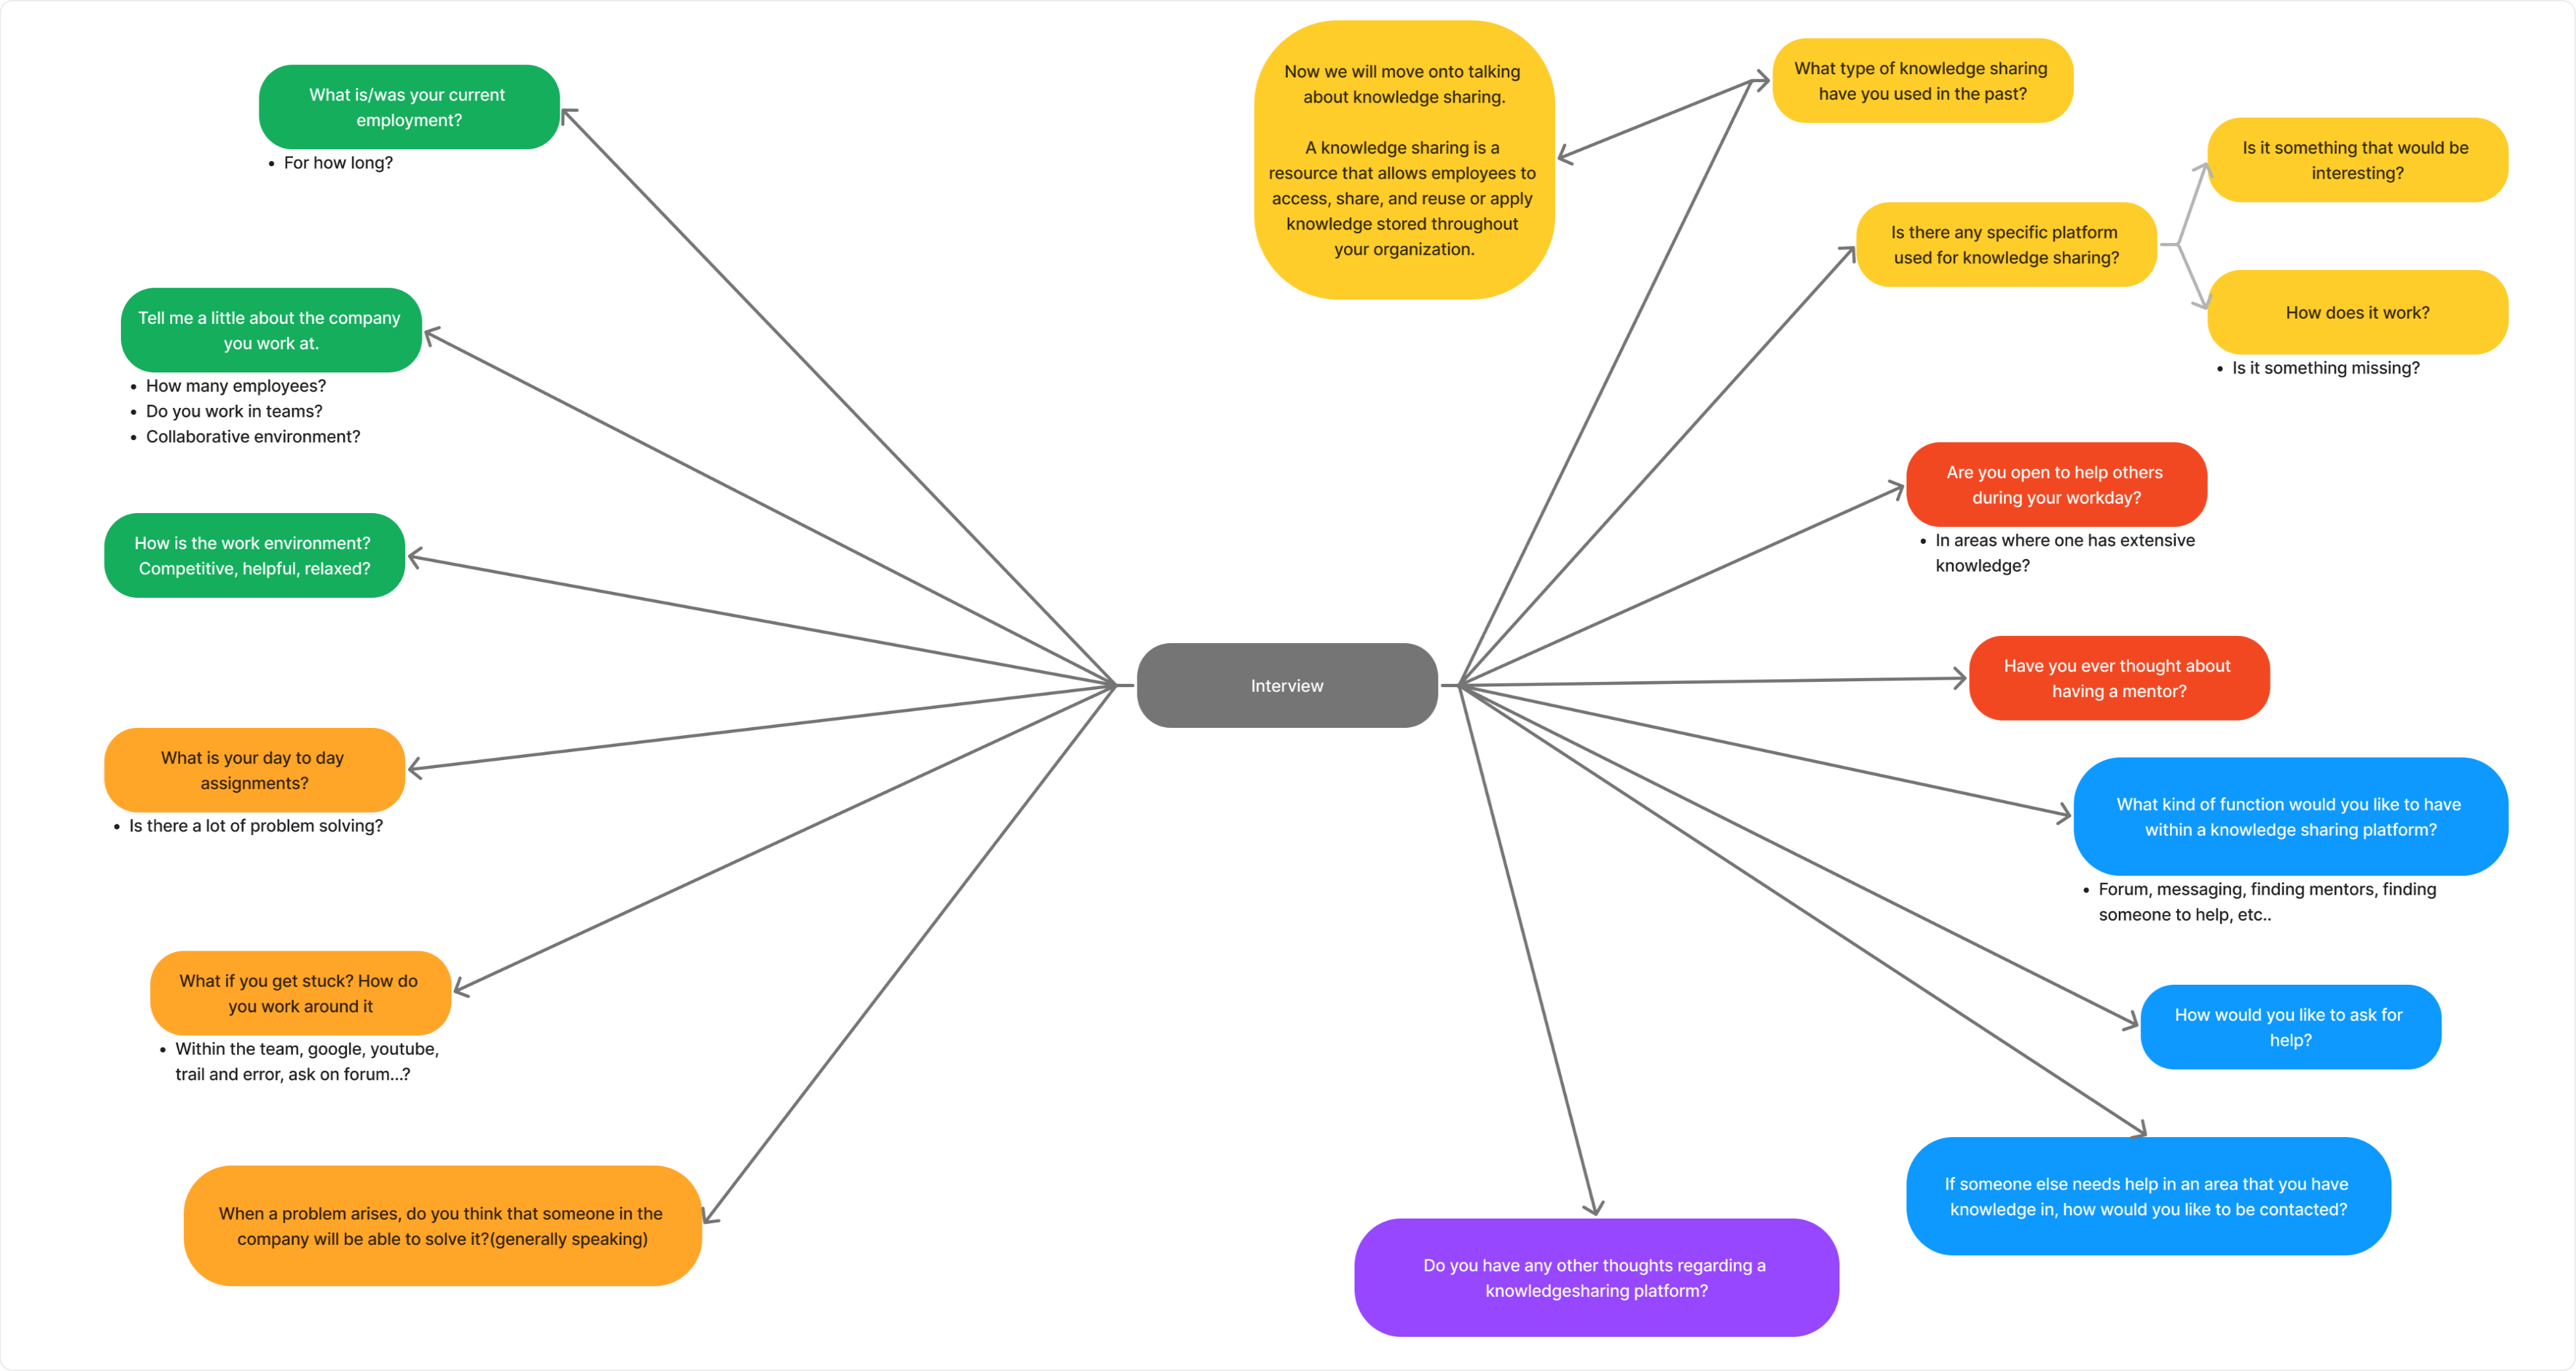 What is/was your current
employment?
• For how long?
Tell me a little about the company
you work at.
• How many employees?
• Do you work in teams?
• Collaborative environment?
How is the work environment?
Competitive, helpful, relaxed?
What is your day to day
assignments?
• Is there a lot of problem solving?
What if you get stuck? How do
you work around it
• Within the team, google, youtube,
trail and error, ask on forum...?
When a problem arises, do you think that someone in the
company will be able to solve it?(generally speaking)
Interview
Now we will move onto talking
about knowledge sharing.
A knowledge sharing is a
resource that allows employees to
access, share, and reuse or apply
knowledge stored throughout
your organization.
What type of knowledge sharing
have you used in the past?
Is there any specific platform
used for knowledge sharing?
Is it something that would be
interesting?
How does it work?
• Is it something missing?
Are you open to help others
during your workday?
• In areas where one has extensive
knowledge?
Have you ever thought about
having a mentor?
What kind of function would you like to have
within a knowledge sharing platform?
• Forum, messaging, finding mentors, finding
someone to help, etc..
How would you like to ask for
help?
If someone else needs help in an area that you have
knowledge in, how would you like to be contacted?
Do you have any other thoughts regarding a
knowledgesharing platform?